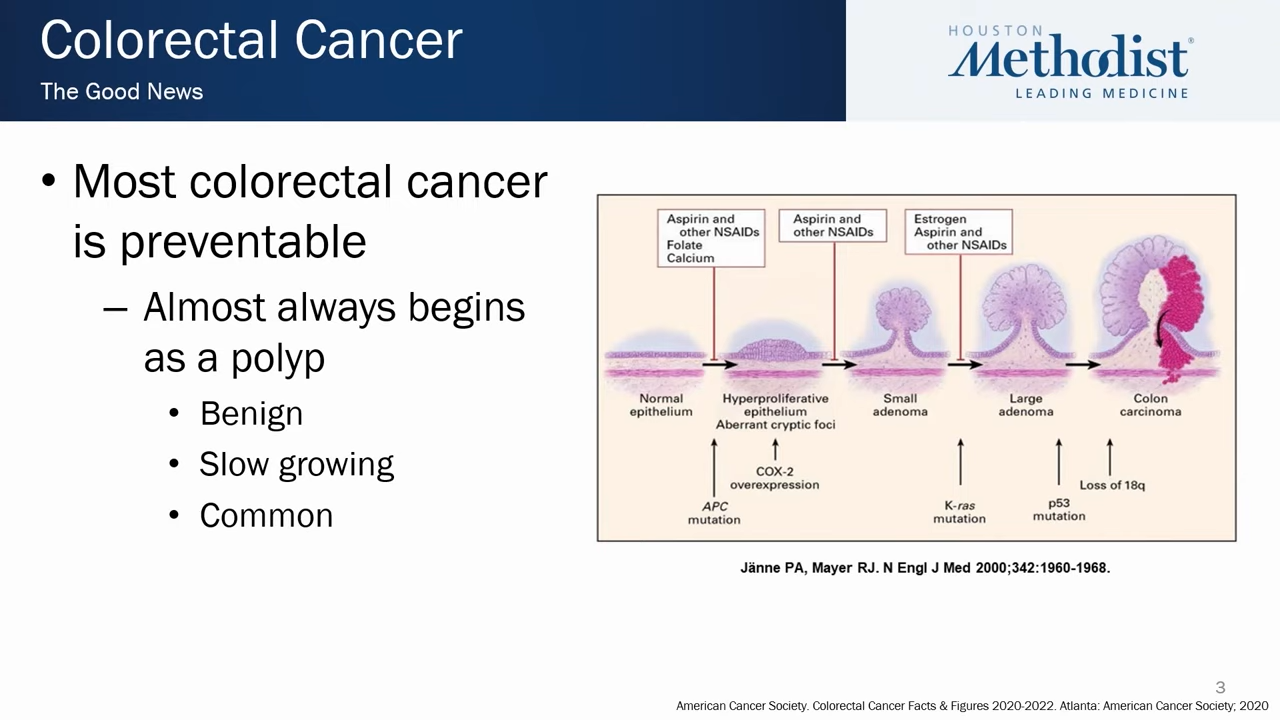 Colorectal Cancer
The Good News
HOUSTON
Methodist®
LEADING MEDICINE
• Most colorectal cancer
is preventable
– Almost always begins
as a polyp
• Benign
• Slow growing
• Common
Aspirin and
other NSAIDs
Folate
Calcium
Aspirin and
other NSAIDs
Estrogen
Aspirin and
other NSAIDs
Normal
epithelium
Hyperproliferative
epithelium
Aberrant cryptic foci
Small
adenoma
Large
adenoma
Colon
carcinoma
APC
mutation
COX-2
overexpression
K-ras
mutation
p53
mutation
Loss of 18q
Jänne PA, Mayer RJ. N Engl J Med 2000;342:1960-1968.
3
American Cancer Society. Colorectal Cancer Facts & Figures 2020-2022. Atlanta: American Cancer Society; 2020